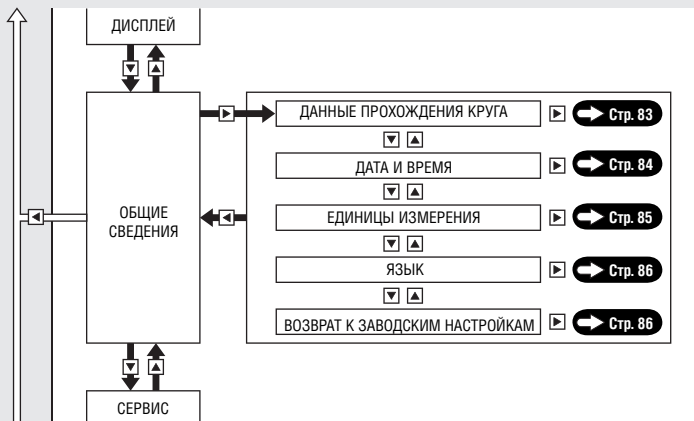 ДИСПЛЕЙ
ДАННЫЕ ПРОХОЖДЕНИЯ КРУГА
Стр. 83
ДАТА И ВРЕМЯ
Стр. 84
ОБЩИЕ
СВЕДЕНИЯ
ЕДИНИЦЫ ИЗМЕРЕНИЯ
Стр. 85
ЯЗЫК
Стр. 86
ВОЗВРАТ К ЗАВОДСКИМ НАСТРОЙКАМ
Стр. 86
СЕРВИС